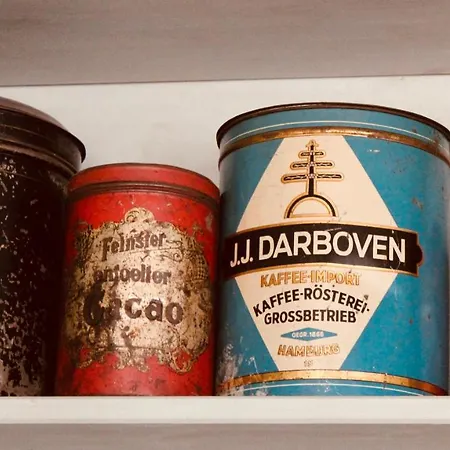 Feinster
entoelter
Cacao
J.J. DARBOVEN
KAFFEE-IMPORT
KAFFEE-RÖSTEREI-
GROSSBETRIEB
GEGR. 1866
HAMBURG